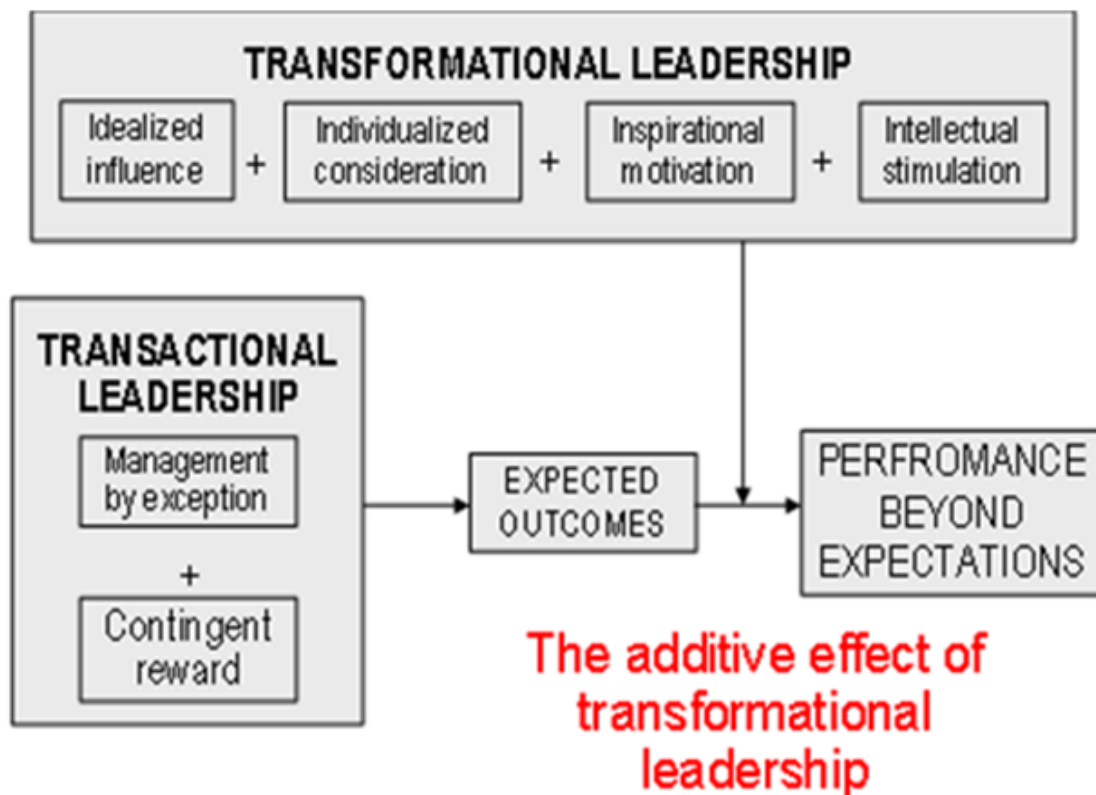 TRANSFORMATIONAL LEADERSHIP
Idealized
influence
+
Individualized
consideration
+
Inspirational
motivation
+
Intellectual
stimulation
TRANSACTIONAL
LEADERSHIP
Management
by exception
+
Contingent
reward
EXPECTED
OUTCOMES
PERFROMANCE
BEYOND
EXPECTATIONS
The additive effect of
transformational
leadership